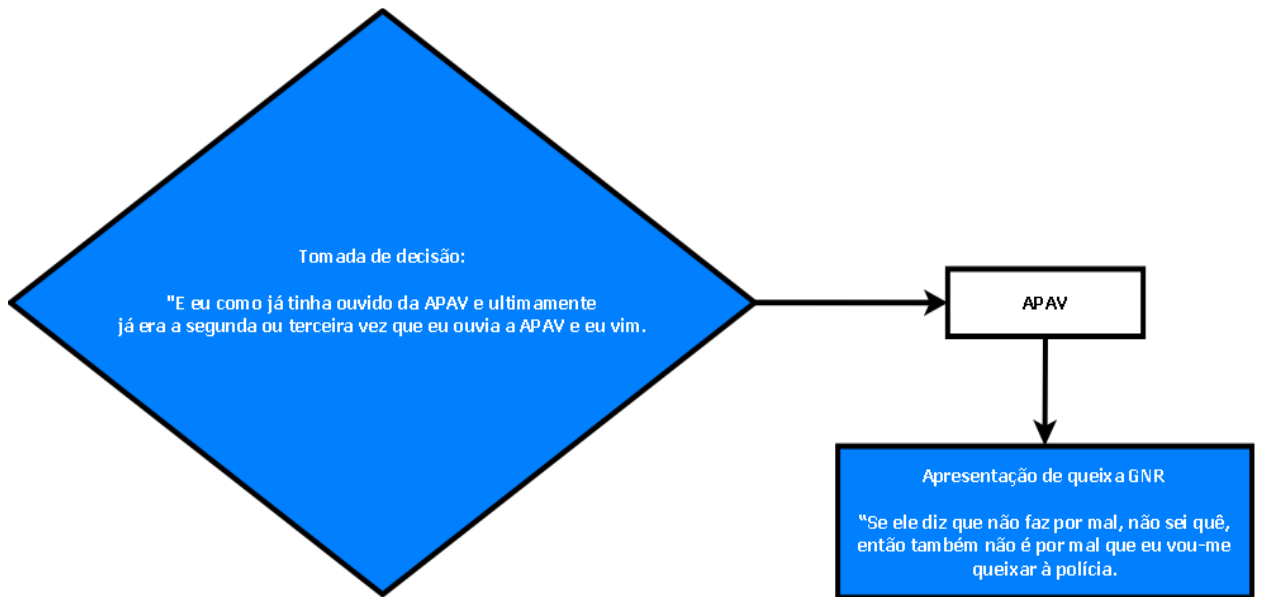 Tomada de decisão:
"E eu como já tinha ouvido da APAV e ultimamente
já era a segunda ou terceira vez que eu ouvia a APAV e eu vim.
APAV
Apresentação de queixa GNR
“Se ele diz que não faz por mal, não sei quê,
então também não é por mal que eu vou-me
queixar à polícia.